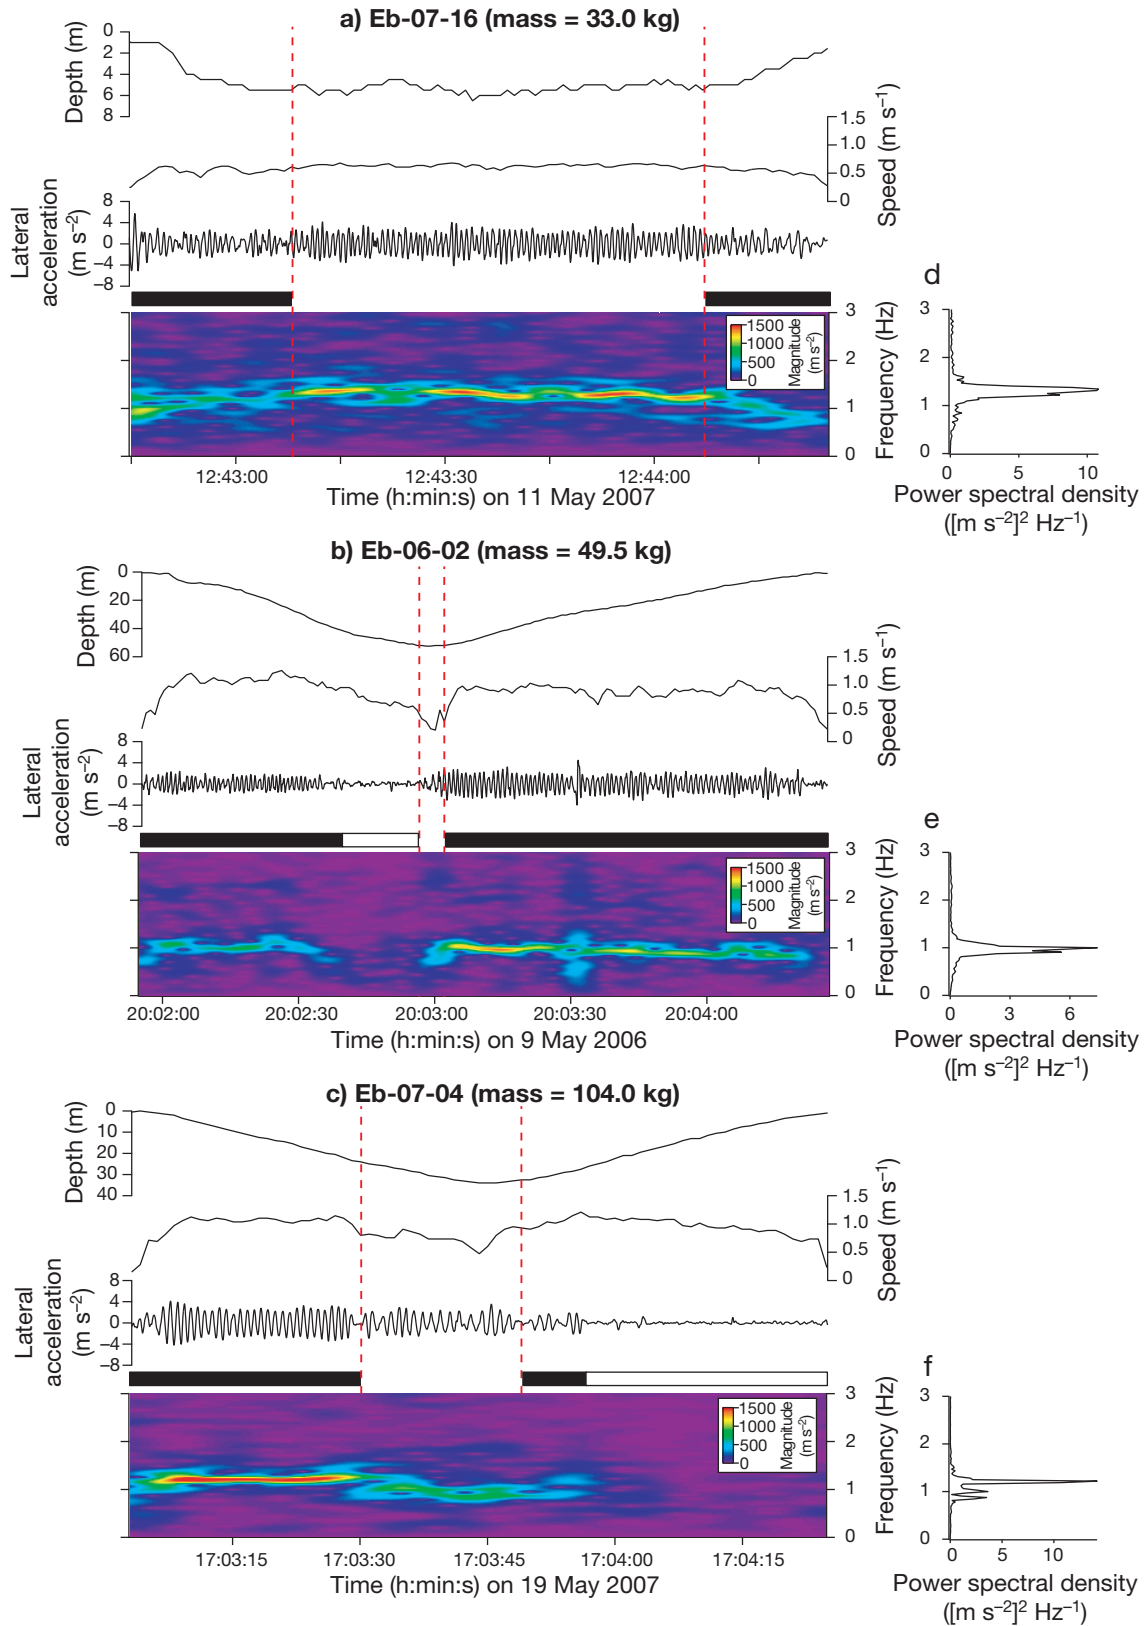 a) Eb-07-16 (mass = 33.0 kg)
Depth (m)
0
2
4
6
8
Speed (m s–1)
1.5
1.0
0.5
0
Lateral
acceleration
(m s–2)
8
4
0
–4
–8
Magnitude
(m s–2)
1500
1000
500
0
Frequency (Hz)
3
2
1
0
12:43:00 12:43:30 12:44:00
Time (h:min:s) on 11 May 2007
d
3
2
1
0
0 5 10
Power spectral density
([m s–2]2 Hz–1)
b) Eb-06-02 (mass = 49.5 kg)
Depth (m)
0
20
40
60
Speed (m s–1)
1.5
1.0
0.5
0
Lateral
acceleration
(m s–2)
8
4
0
–4
–8
Magnitude
(m s–2)
1500
1000
500
0
Frequency (Hz)
3
2
1
0
20:02:00 20:02:30 20:03:00 20:03:30 20:04:00
Time (h:min:s) on 9 May 2006
e
3
2
1
0
0 3 6
Power spectral density
([m s–2]2 Hz–1)
c) Eb-07-04 (mass = 104.0 kg)
Depth (m)
0
10
20
30
40
Speed (m s–1)
1.5
1.0
0.5
0
Lateral
acceleration
(m s–2)
8
4
0
–4
–8
Magnitude
(m s–2)
1500
1000
500
0
Frequency (Hz)
3
2
1
0
17:03:15 17:03:30 17:03:45 17:04:00 17:04:15
Time (h:min:s) on 19 May 2007
f
3
2
1
0
0 5 10
Power spectral density
([m s–2]2 Hz–1)